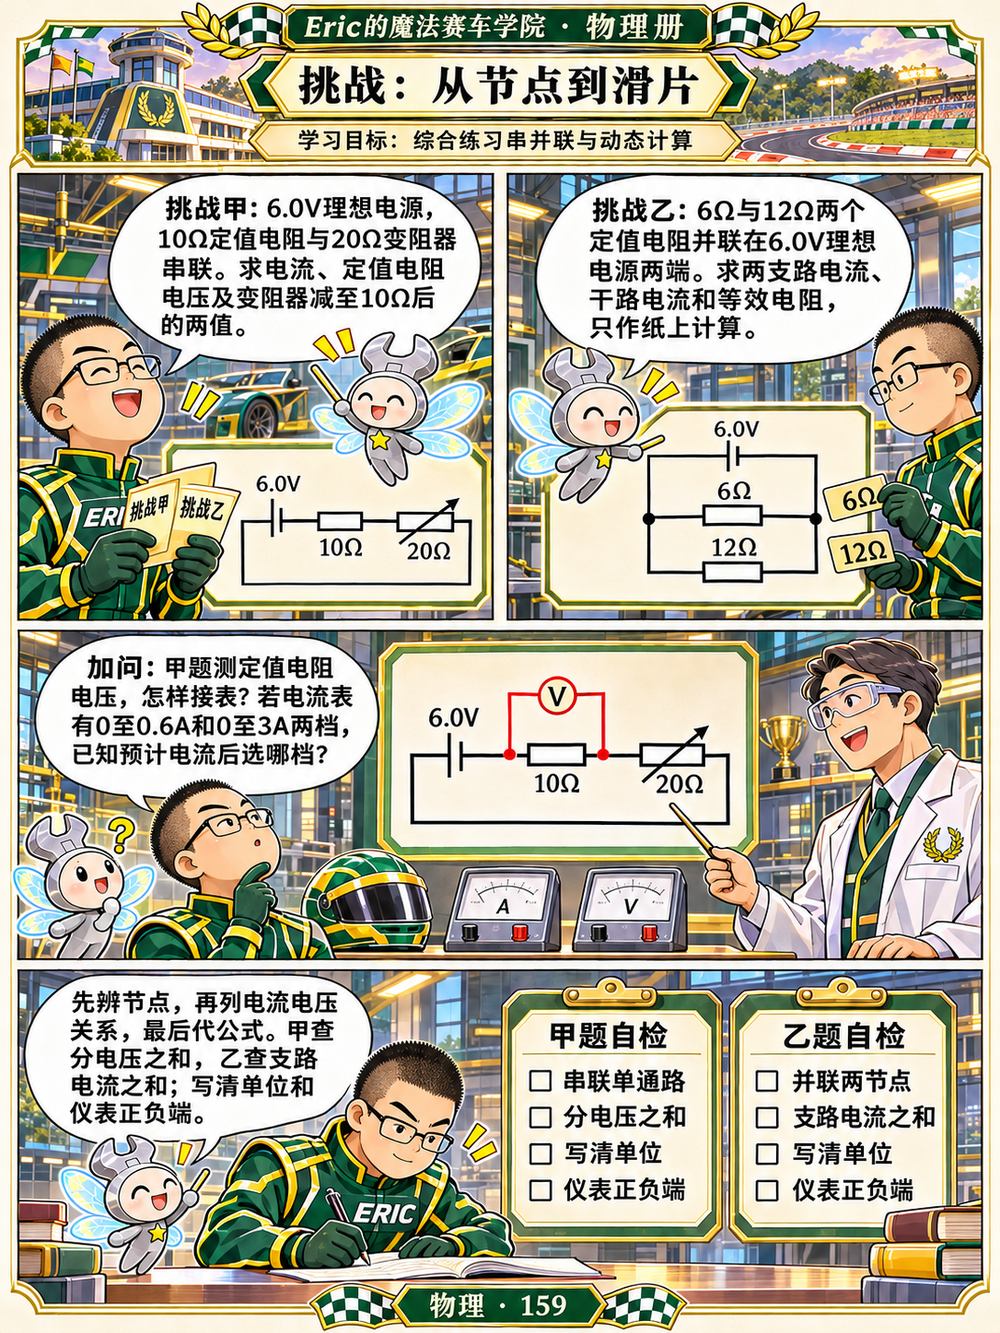 Eric的魔法赛车学院 · 物理册
挑战：从节点到滑片
学习目标：综合练习串并联与动态计算
挑战甲：6.0V理想电源，
10Ω定值电阻与20Ω变阻器
串联。求电流、定值电阻
电压及变阻器减至10Ω后
的两值。
ERI
挑战甲
挑战乙
6.0V
10Ω
20Ω
挑战乙：6Ω与12Ω两个
定值电阻并联在6.0V理想
电源两端。求两支路电流、
干路电流和等效电阻，
只作纸上计算。
6.0V
6Ω
12Ω
6Ω
12Ω
加问：甲题测定值电阻
电压，怎样接表？若电流表
有0至0.6A和0至3A两档，
已知预计电流后选哪档？
?
6.0V
V
10Ω
20Ω
A
V
先辨节点，再列电流电压
关系，最后代公式。甲查
分电压之和，乙查支路
电流之和；写清单位和
仪表正负端。
ERIC
甲题自检
串联单通路
分电压之和
写清单位
仪表正负端
乙题自检
并联两节点
支路电流之和
写清单位
仪表正负端
物理 · 159